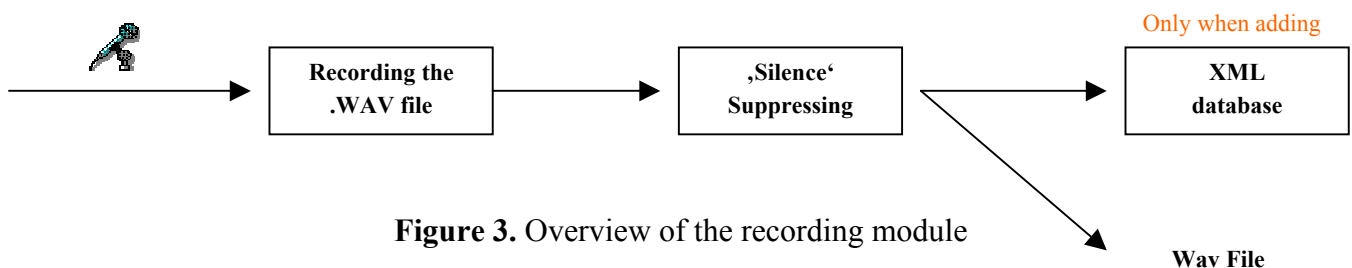 Only when adding
Recording the
.WAV file
‚Silence‘
Suppressing
XML
database
Figure 3. Overview of the recording module
Wav File